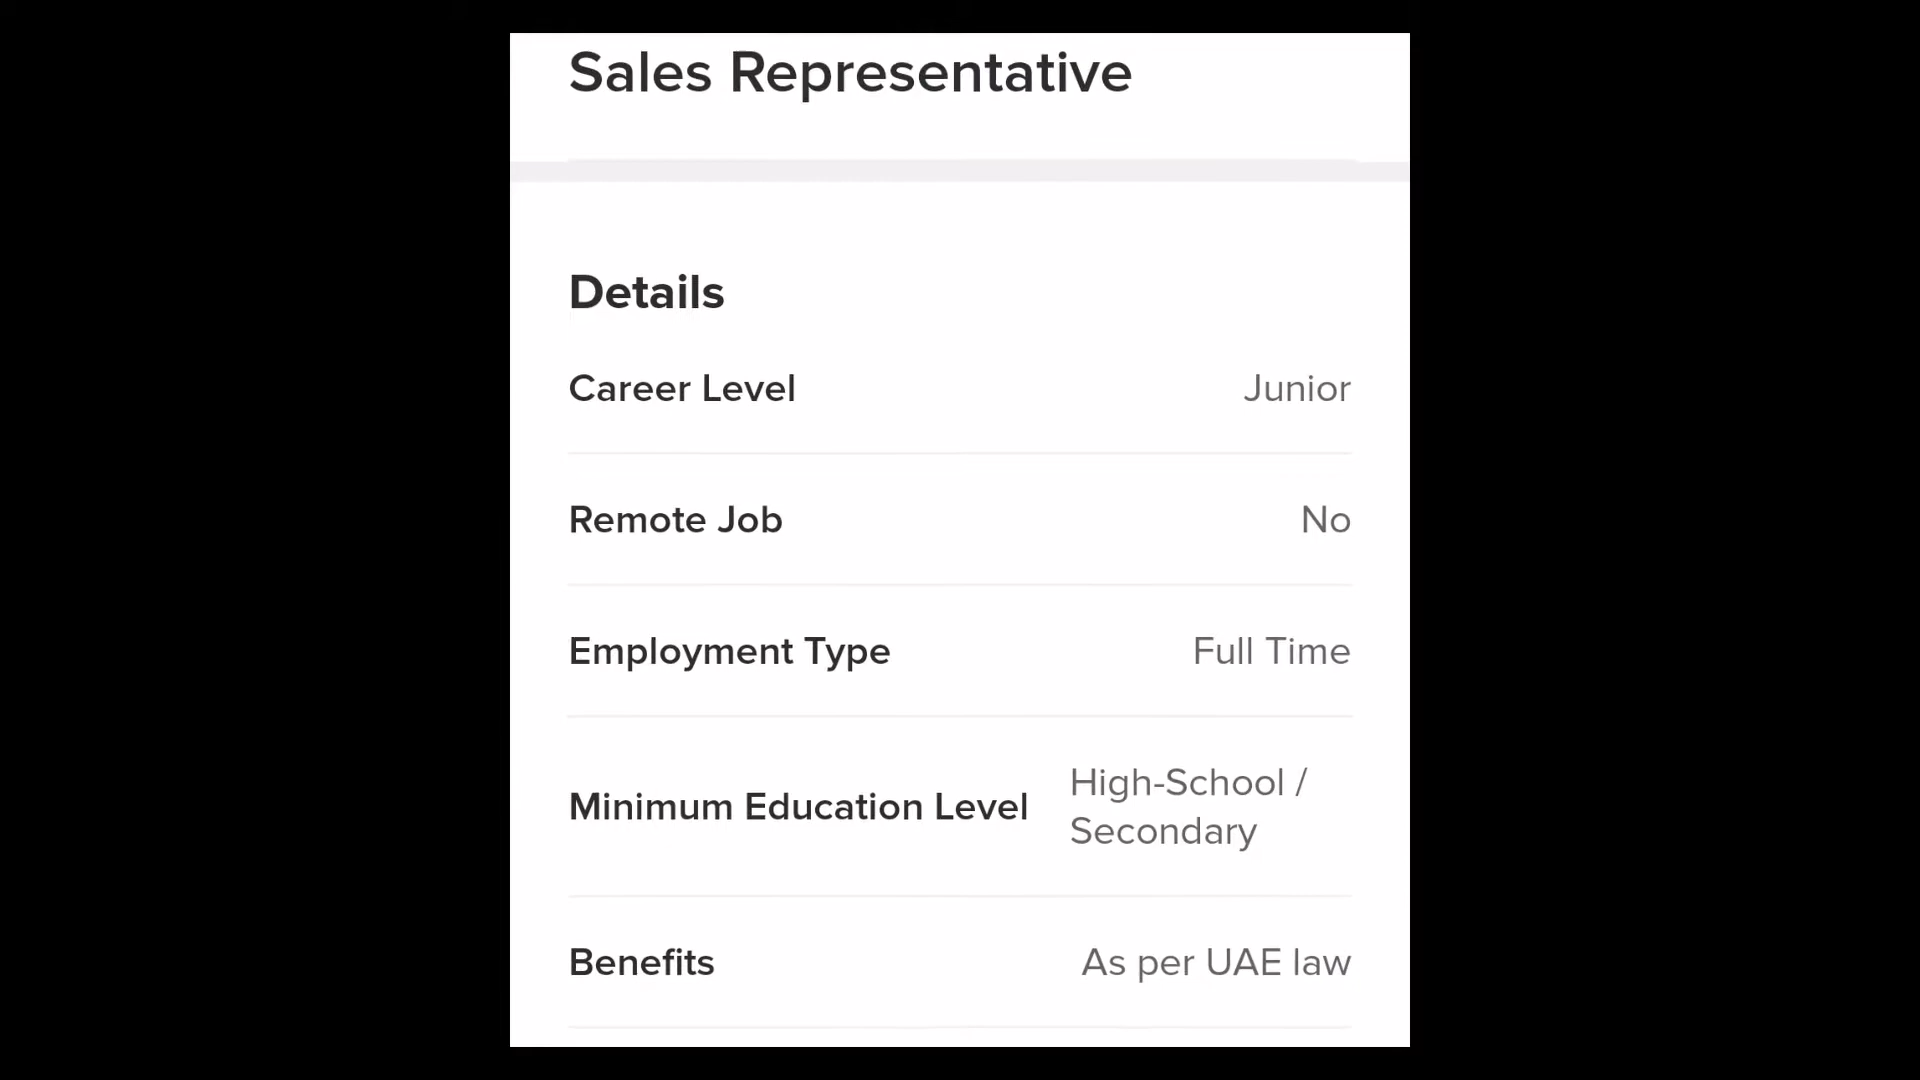 Sales Representative
Details
Career Level Junior
Remote Job No
Employment Type Full Time
Minimum Education Level High-School /
Secondary
Benefits As per UAE law